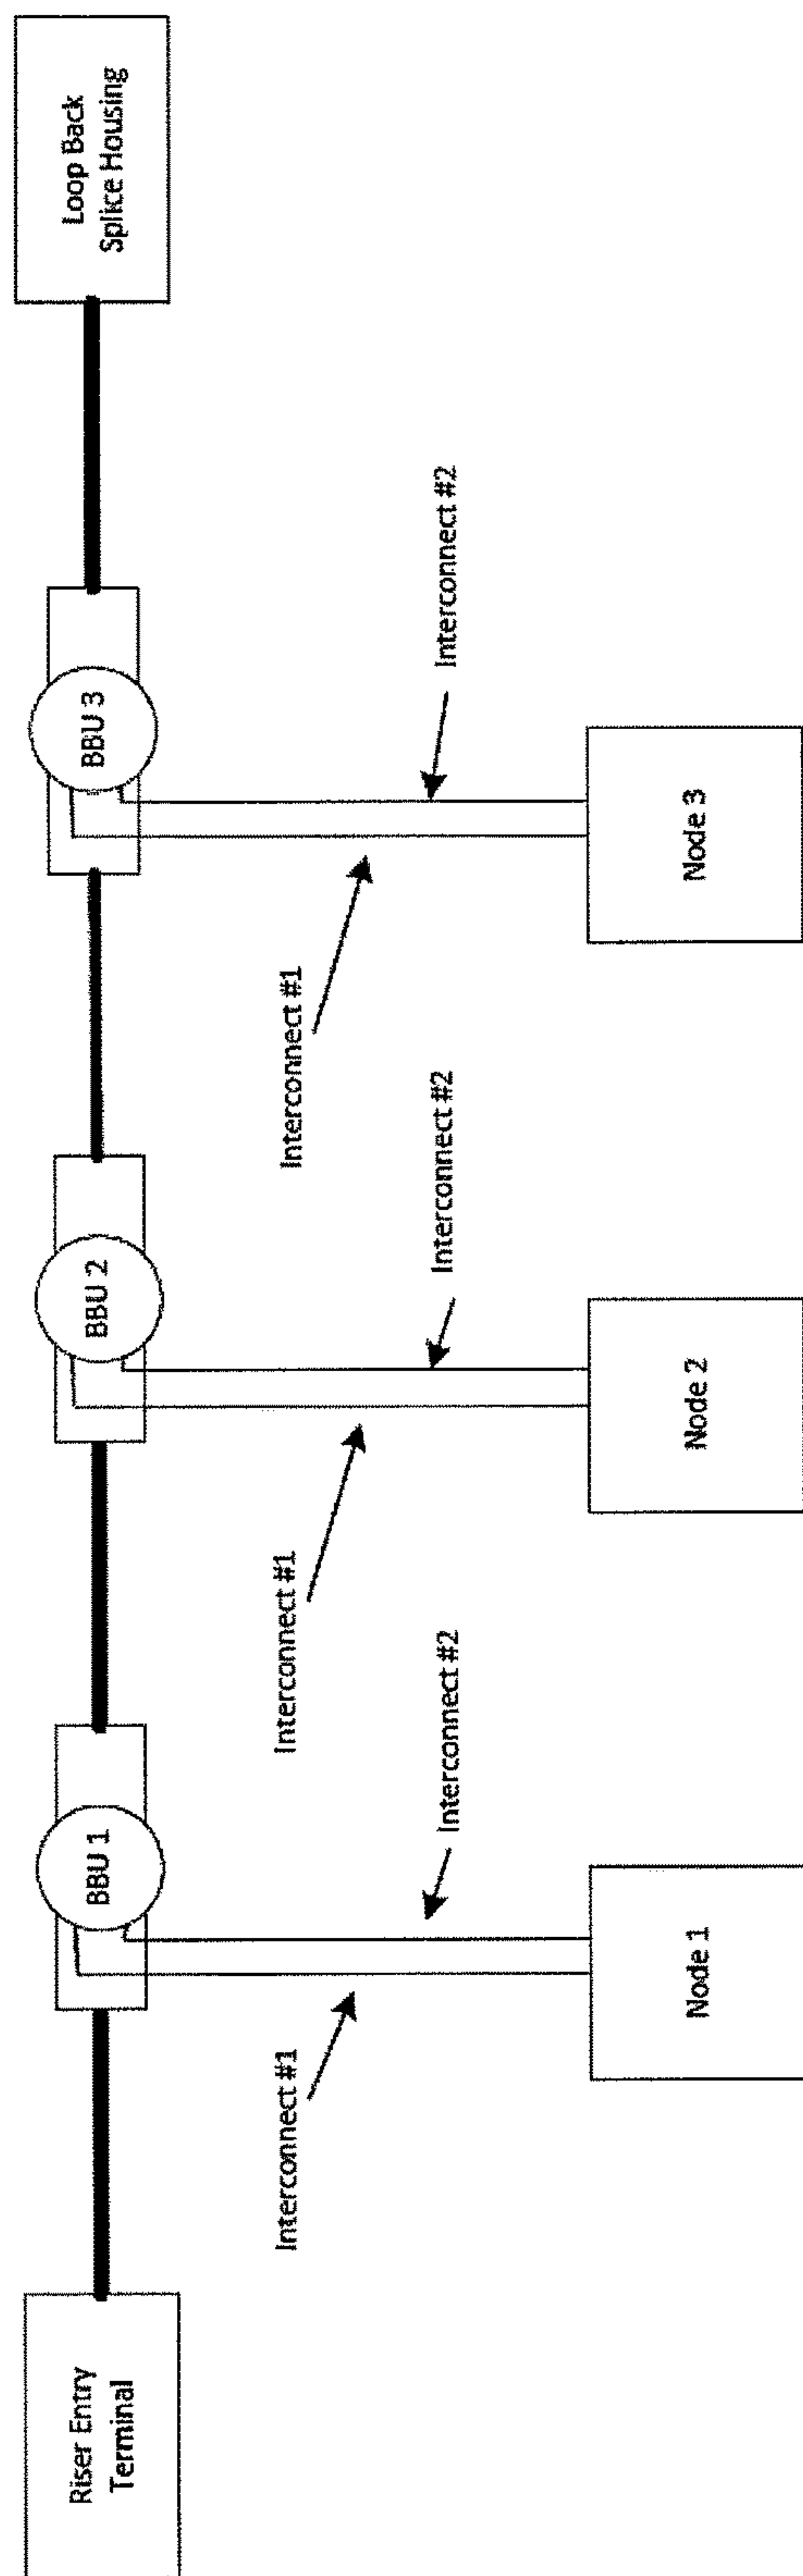 Riser Entry
Terminal
BBU 1
BBU 2
BBU 3
Loop Back
Splice Housing
Interconnect #1
Interconnect #2
Interconnect #1
Interconnect #2
Interconnect #1
Interconnect #2
Node 1
Node 2
Node 3